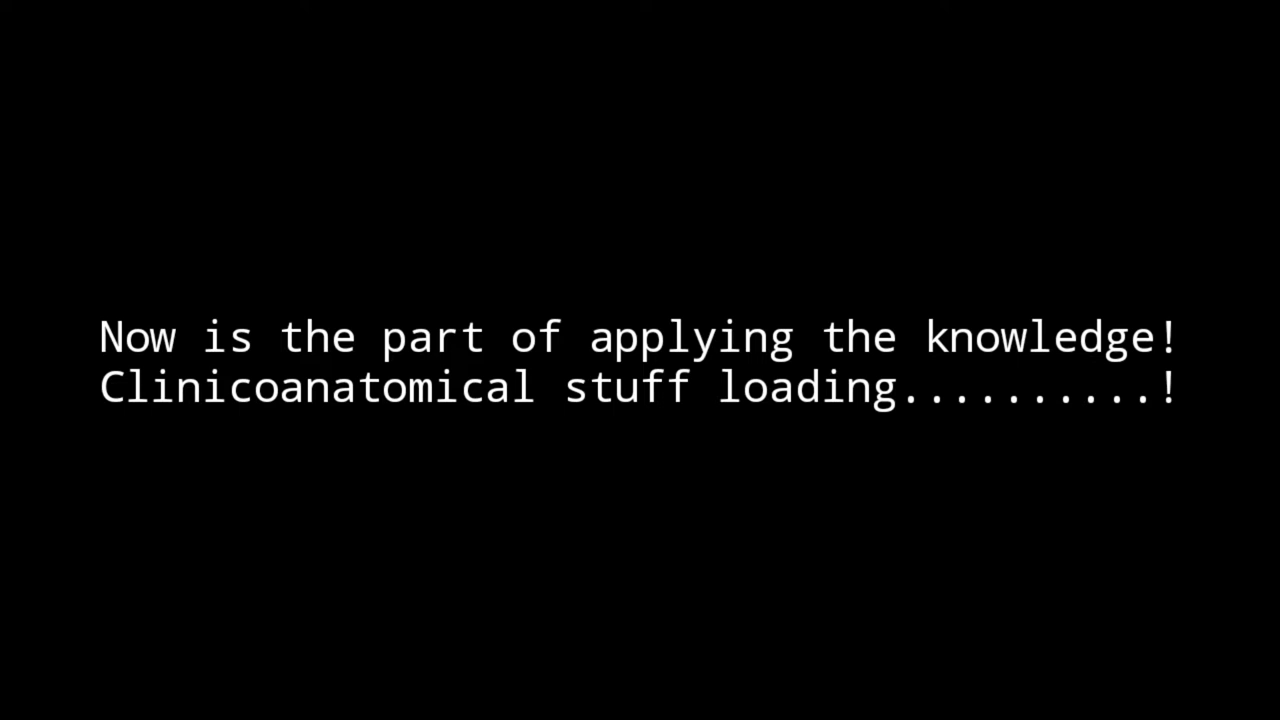 Now is the part of applying the knowledge!
Clinicoanatomical stuff loading..........!